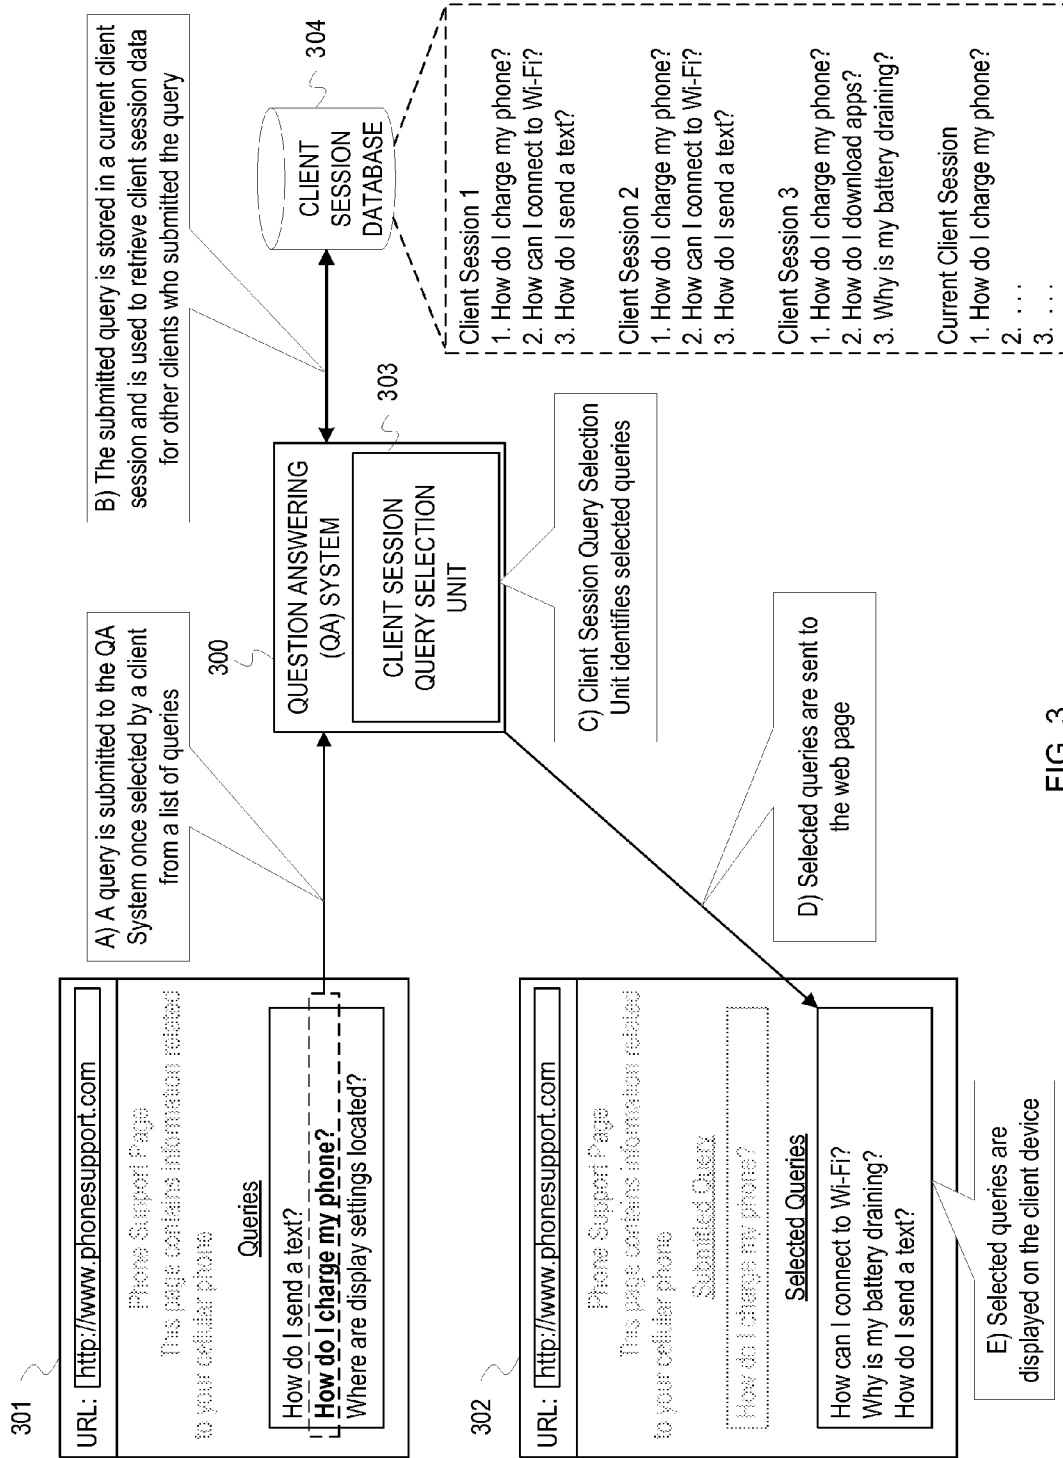 301
URL: http://www.phonesupport.com
Phone Support Page
This page contains information related
to your cellular phone
Queries
How do I send a text?
How do I charge my phone?
Where are display settings located?
A) A query is submitted to the QA
System once selected by a client
from a list of queries
300
QUESTION ANSWERING
(QA) SYSTEM
303
CLIENT SESSION
QUERY SELECTION
UNIT
B) The submitted query is stored in a current client
session and is used to retrieve client session data
for other clients who submitted the query
304
CLIENT
SESSION
DATABASE
Client Session 1
1. How do I charge my phone?
2. How can I connect to Wi-Fi?
3. How do I send a text?
Client Session 2
1. How do I charge my phone?
2. How can I connect to Wi-Fi?
3. How do I send a text?
Client Session 3
1. How do I charge my phone?
2. How do I download apps?
3. Why is my battery draining?
Current Client Session
1. How do I charge my phone?
2. . . .
3. . . .
C) Client Session Query Selection
Unit identifies selected queries
D) Selected queries are sent to
the web page
302
URL: http://www.phonesupport.com
Phone Support Page
This page contains information related
to your cellular phone
Submitted Query
How do I charge my phone?
Selected Queries
How can I connect to Wi-Fi?
Why is my battery draining?
How do I send a text?
E) Selected queries are
displayed on the client device
FIG. 3